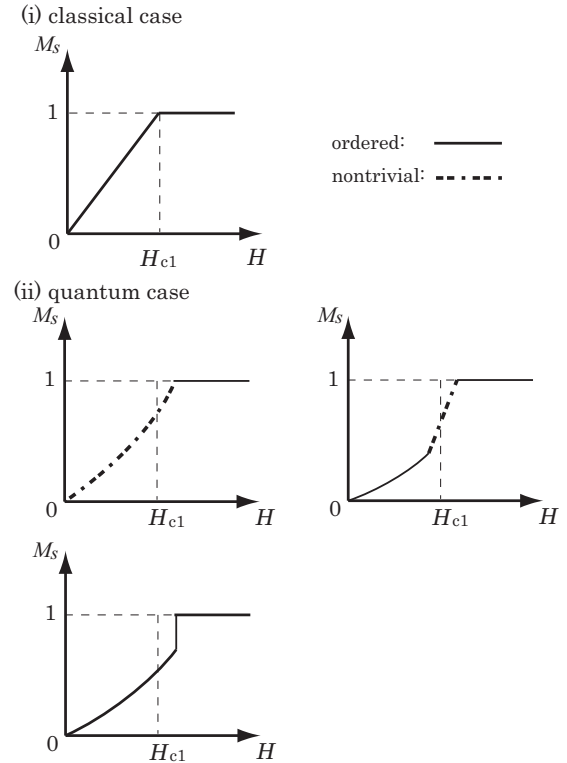 (i) classical case
Ms
1
0
Hc1
H
ordered:
nontrivial:
(ii) quantum case
Ms
1
0
Hc1
H
Ms
1
0
Hc1
H
Ms
1
0
Hc1
H